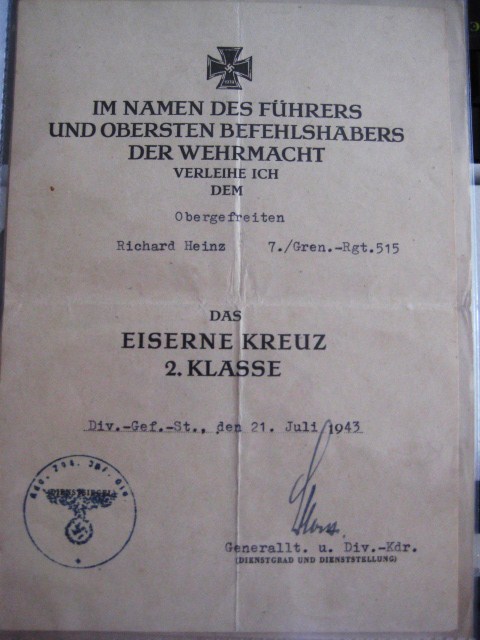 IM NAMEN DES FÜHRERS
UND OBERSTEN BEFEHLSHABERS
DER WEHRMACHT
VERLEIHE ICH
DEM
Obergefreiten
Richard Heinz 7./Gren.-Rgt.515
DAS
EISERNE KREUZ
2. KLASSE
Div.-Gef.-St., den 21. Juli 1943
Generallt. u. Div.-Kdr.
(DIENSTGRAD UND DIENSTSTELLUNG)